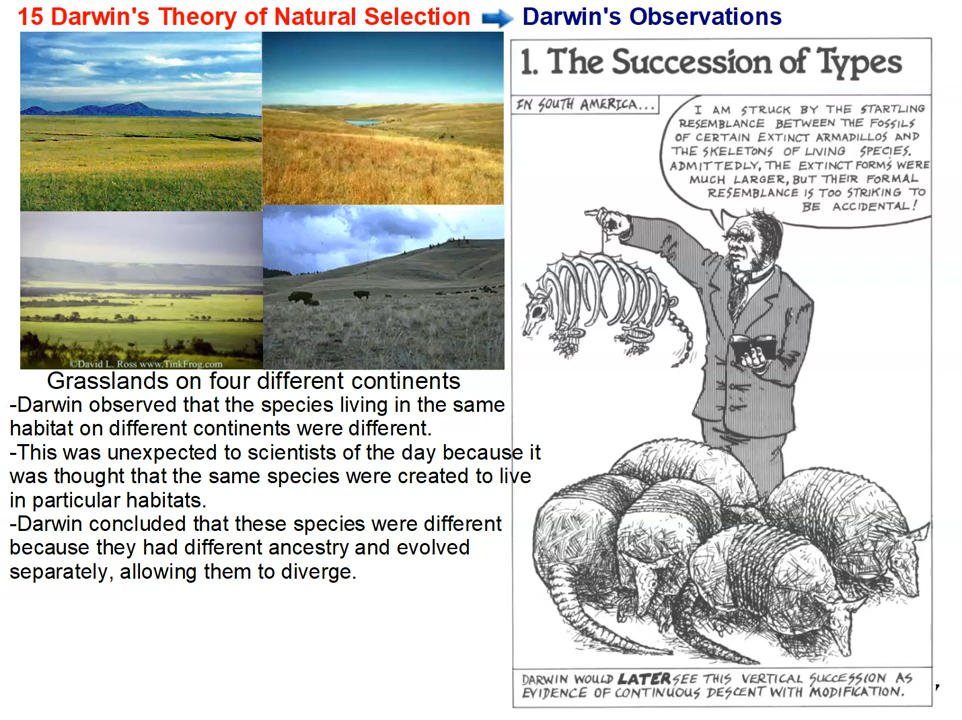 15 Darwin's Theory of Natural Selection Darwin's Observations
©David L. Ross www.TinkFrog.com
Grasslands on four different continents
-Darwin observed that the species living in the same
habitat on different continents were different.
-This was unexpected to scientists of the day because it
was thought that the same species were created to live
in particular habitats.
-Darwin concluded that these species were different
because they had different ancestry and evolved
separately, allowing them to diverge.
1. The Succession of Types
IN SOUTH AMERICA...
I AM STRUCK BY THE STARTLING
RESEMBLANCE BETWEEN THE FOSSILS
OF CERTAIN EXTINCT ARMADILLOS AND
THE SKELETONS OF LIVING SPECIES.
ADMITTEDLY, THE EXTINCT FORMS WERE
MUCH LARGER, BUT THEIR FORMAL
RESEMBLANCE IS TOO STRIKING TO
BE ACCIDENTAL!
DARWIN WOULD LATER SEE THIS VERTICAL SUCCESSION AS
EVIDENCE OF CONTINUOUS DESCENT WITH MODIFICATION.